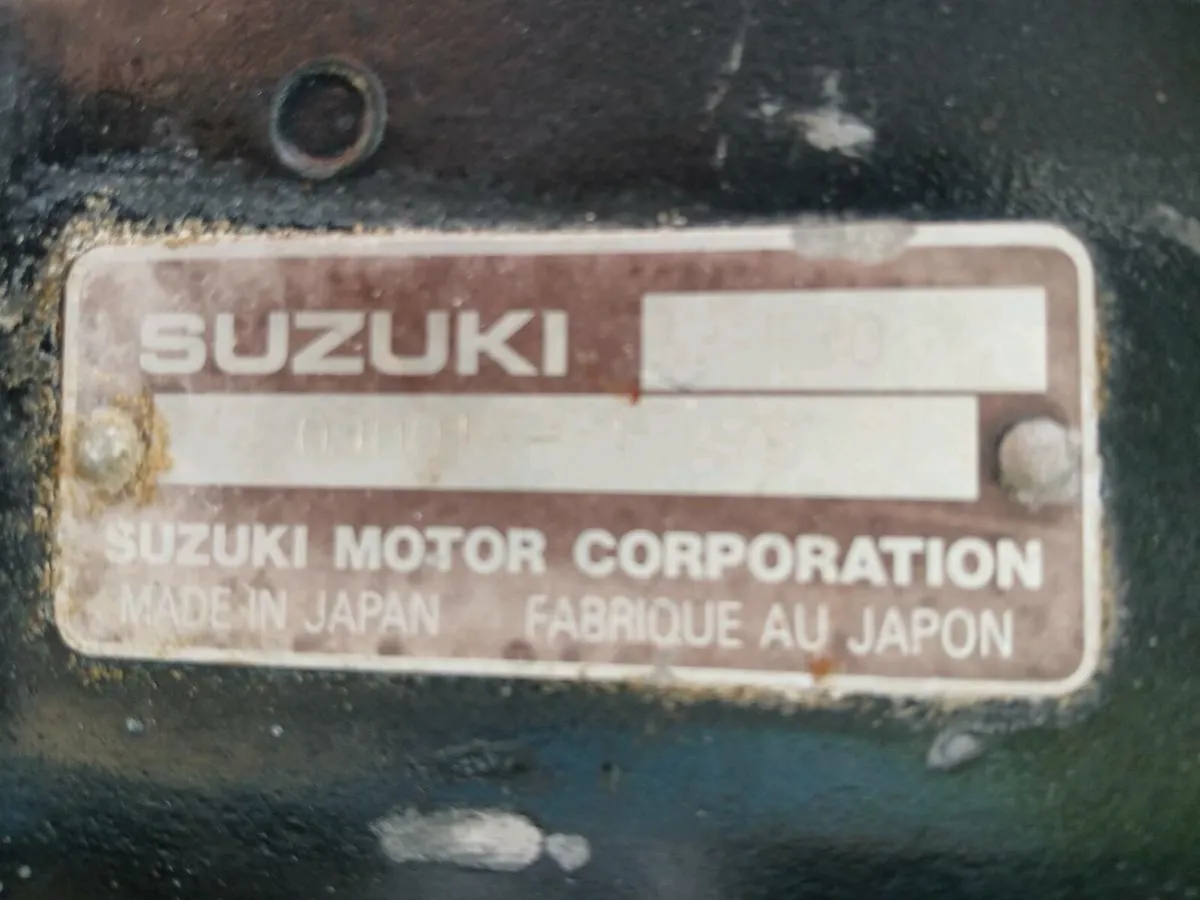 SUZUKI
SUZUKI MOTOR CORPORATION
MADE IN JAPAN FABRIQUE AU JAPON